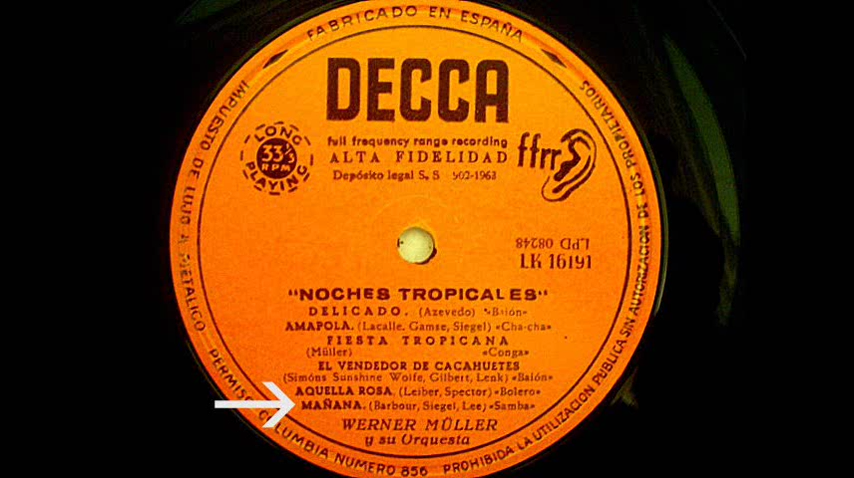 FABRICADO EN ESPAÑA
DECCA
full frequency range recording
ALTA FIDELIDAD
ffrr
Depósito legal S, S 502-1963
LONG
33⅓
RPM
PLAYING
LPD 08248
LK 16191
"NOCHES TROPICALES"
DELICADO. (Azevedo) «Baión»
AMAPOLA. (Lacalle, Gamse, Siegel) «Cha-cha»
FIESTA TROPICANA
(Müller) «Conga»
EL VENDEDOR DE CACAHUETES
(Simóns Sunshine Wolfe, Gilbert, Lenk) «Baión»
AQUELLA ROSA. (Leiber, Spector) «Bolero»
MAÑANA. (Barbour, Siegel, Lee) «Samba»
WERNER MÜLLER
y su Orquesta
IMPUESTO DE LUJO A METÁLICO
PERMISO COLUMBIA NUMERO 856
PROHIBIDA LA UTILIZACION PUBLICA SIN AUTORIZACION DE LOS PROPIETARIOS